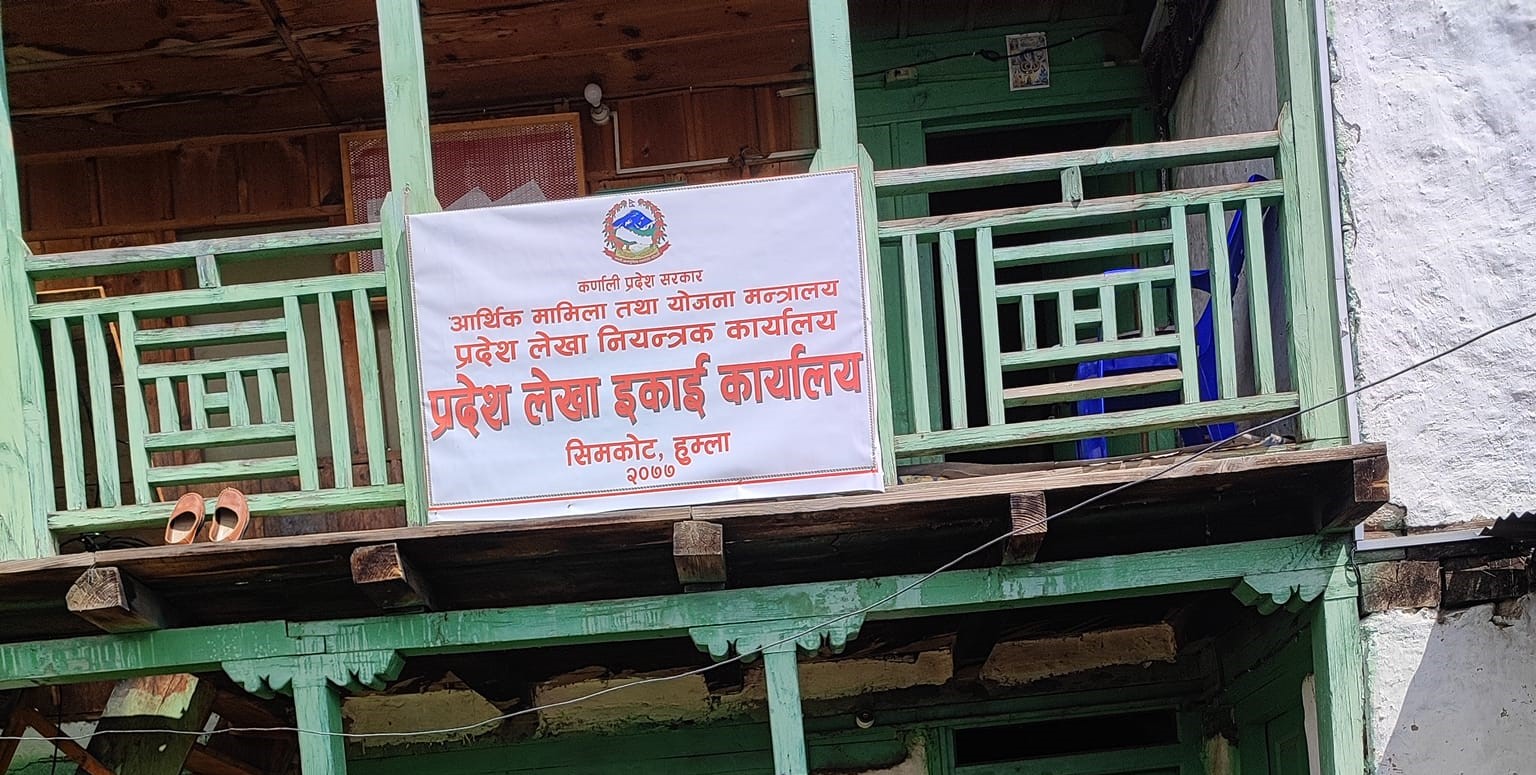 कर्णाली प्रदेश सरकार
आर्थिक मामिला तथा योजना मन्त्रालय
प्रदेश लेखा नियन्त्रक कार्यालय
प्रदेश लेखा इकाई कार्यालय
सिमकोट, हुम्ला
२०७७